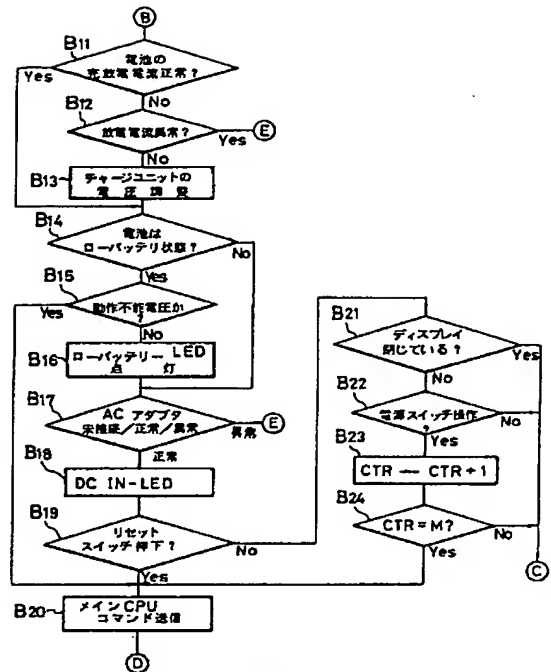 B
B11
電池の
充放電電流正常?
Yes
No
B12
放電電流異常?
Yes
E
No
B13
チャージユニットの
電圧調整
B14
電池は
ローバッテリ状態?
No
Yes
B15
動作不能電圧か
?
Yes
No
B16
ローバッテリー LED
点灯
B17
AC アダプタ
未接続/正常/異常
異常
E
正常
B18
DC IN-LED
B19
リセット
スイッチ押下?
No
Yes
B20
メインCPU
コマンド送信
D
B21
ディスプレイ
閉じている?
Yes
No
B22
電源スイッチ操作
?
No
Yes
B23
CTR ← CTR + 1
B24
CTR = M?
No
Yes
C